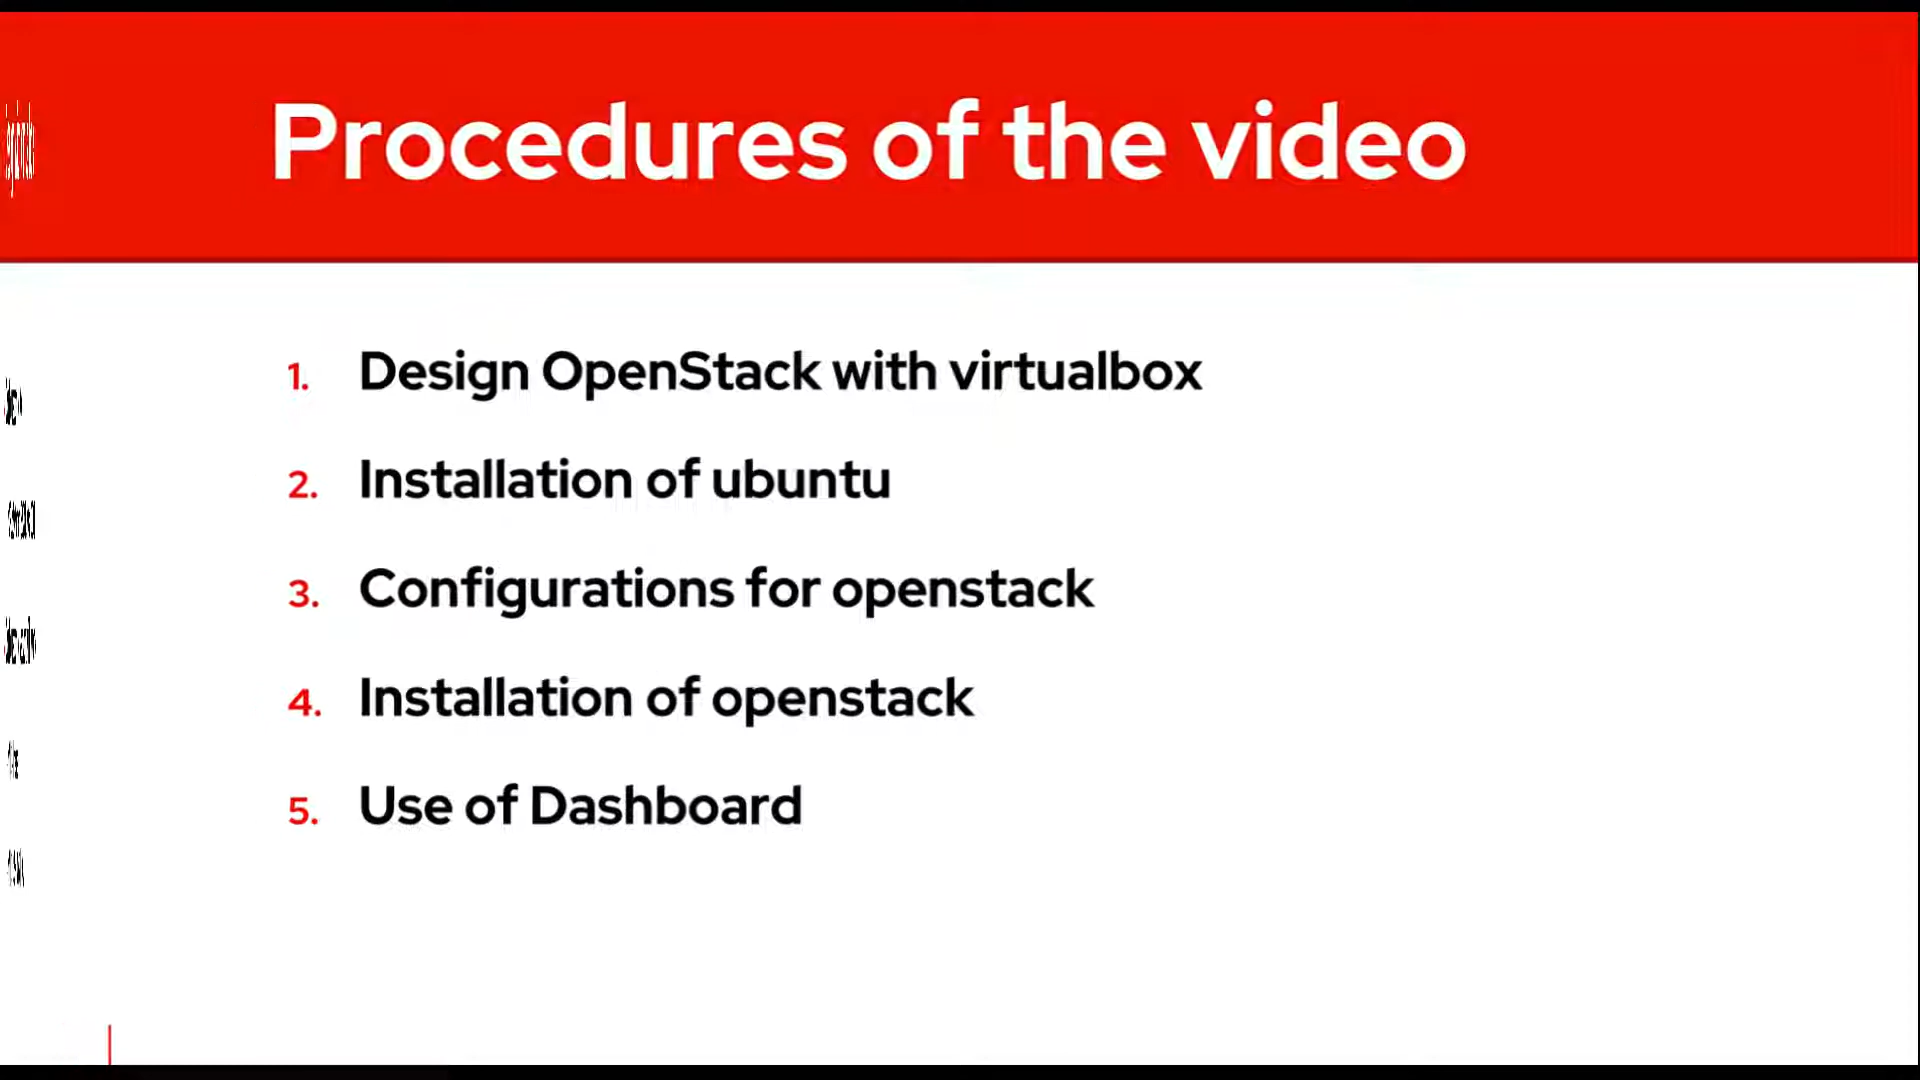 Procedures of the video
1. Design OpenStack with virtualbox
2. Installation of ubuntu
3. Configurations for openstack
4. Installation of openstack
5. Use of Dashboard